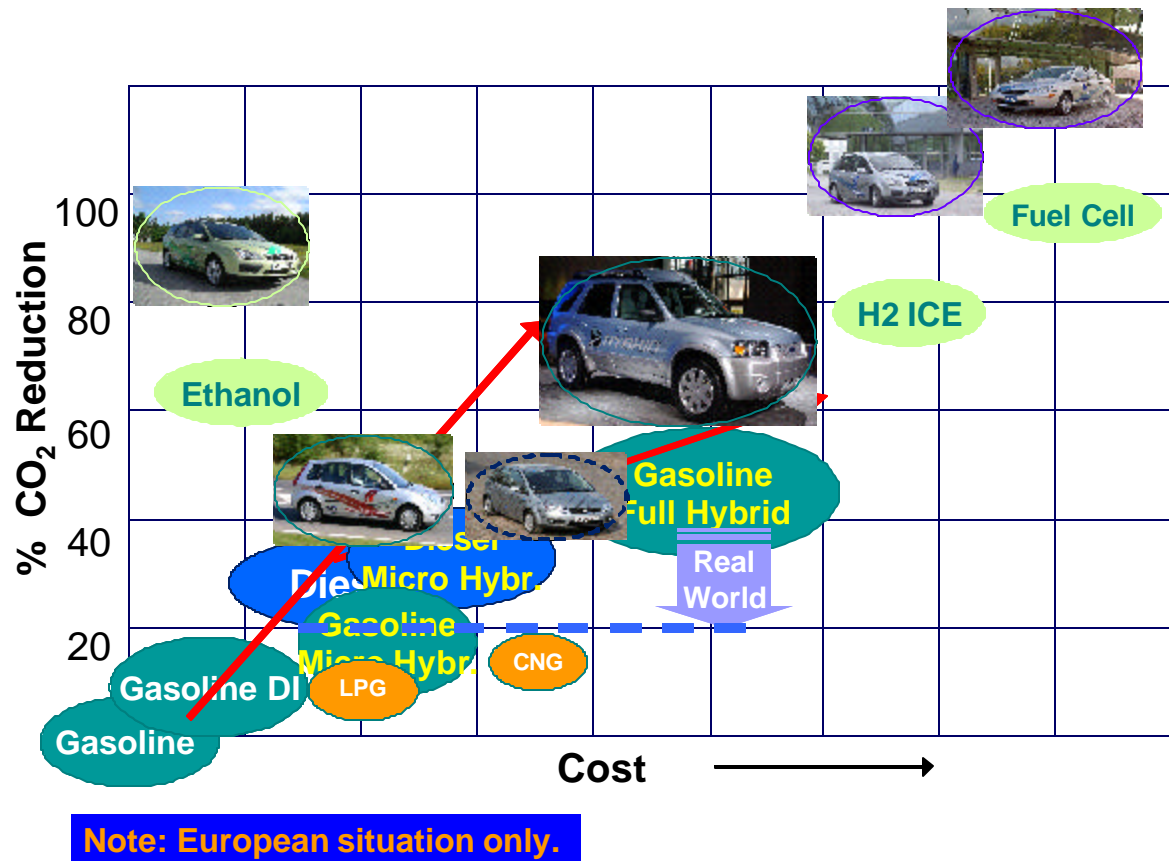 % CO₂ Reduction
100
80
60
40
20
Fuel Cell
H2 ICE
Ethanol
Gasoline
Full Hybrid
Real
World
Diesel
Micro Hybr.
Gasoline
Micro Hybr.
CNG
LPG
Gasoline DI
Gasoline
Cost
Note: European situation only.